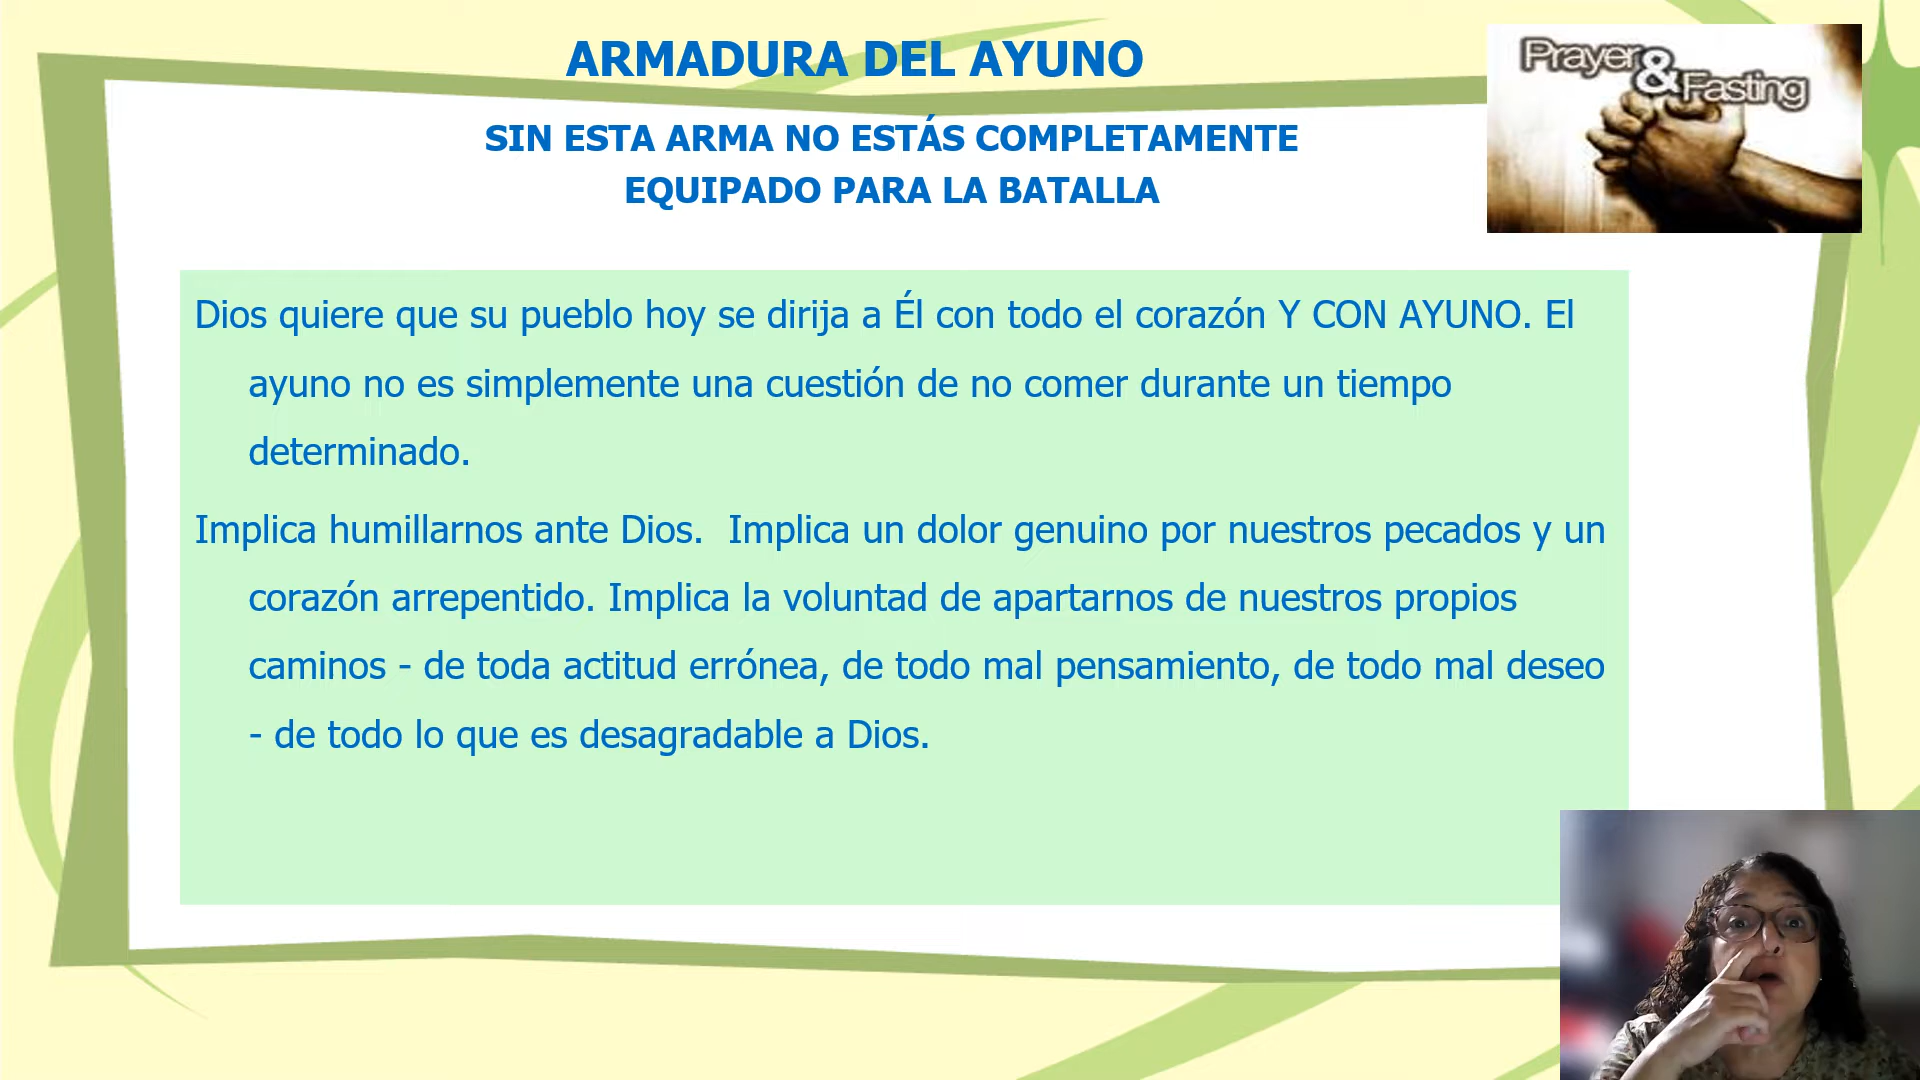 ARMADURA DEL AYUNO
Prayer & Fasting
SIN ESTA ARMA NO ESTÁS COMPLETAMENTE
EQUIPADO PARA LA BATALLA
Dios quiere que su pueblo hoy se dirija a Él con todo el corazón Y CON AYUNO. El
ayuno no es simplemente una cuestión de no comer durante un tiempo
determinado.
Implica humillarnos ante Dios.  Implica un dolor genuino por nuestros pecados y un
corazón arrepentido. Implica la voluntad de apartarnos de nuestros propios
caminos - de toda actitud errónea, de todo mal pensamiento, de todo mal deseo
- de todo lo que es desagradable a Dios.